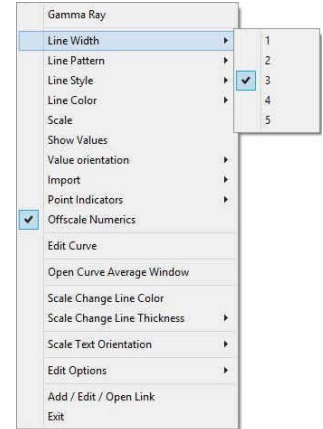 Gamma Ray
Line Width
Line Pattern
Line Style
Line Color
Scale
Show Values
Value orientation
Import
Point Indicators
Offscale Numerics
Edit Curve
Open Curve Average Window
Scale Change Line Color
Scale Change Line Thickness
Scale Text Orientation
Edit Options
Add / Edit / Open Link
Exit
1
2
3
4
5